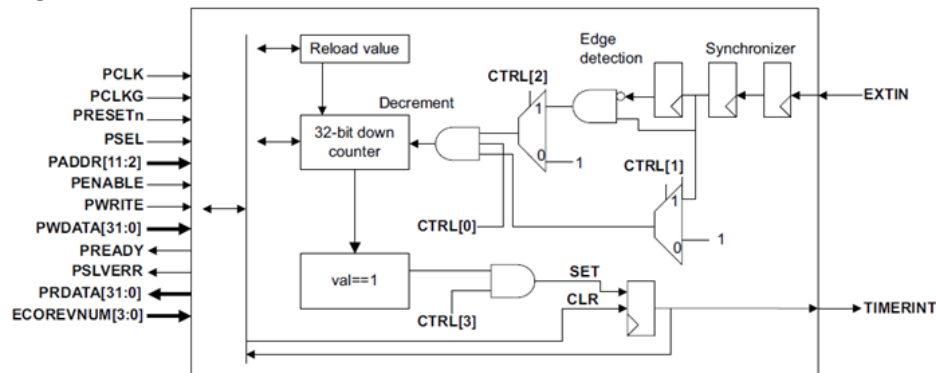 PCLK
PCLKG
PRESETn
PSEL
PADDR[11:2]
PENABLE
PWRITE
PWDATA[31:0]
PREADY
PSLVERR
PRDATA[31:0]
ECOREVNUM[3:0]
Reload value
Decrement
32-bit down
counter
val==1
CTRL[0]
CTRL[3]
CTRL[2]
1
0
1
Edge
detection
Synchronizer
CTRL[1]
1
0
1
SET
CLR
EXTIN
TIMERINT